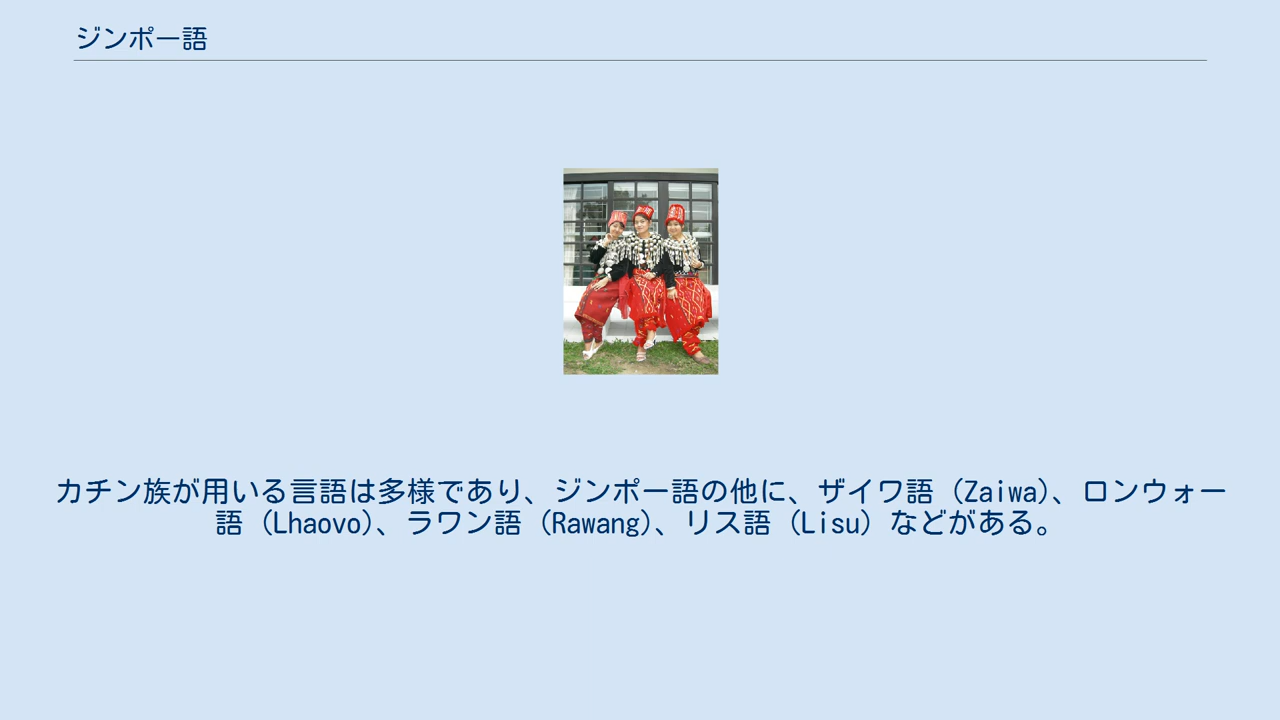 ジンポー語
カチン族が用いる言語は多様であり、ジンポー語の他に、ザイワ語（Zaiwa）、ロンウォー
語（Lhaovo）、ラワン語（Rawang）、リス語（Lisu）などがある。